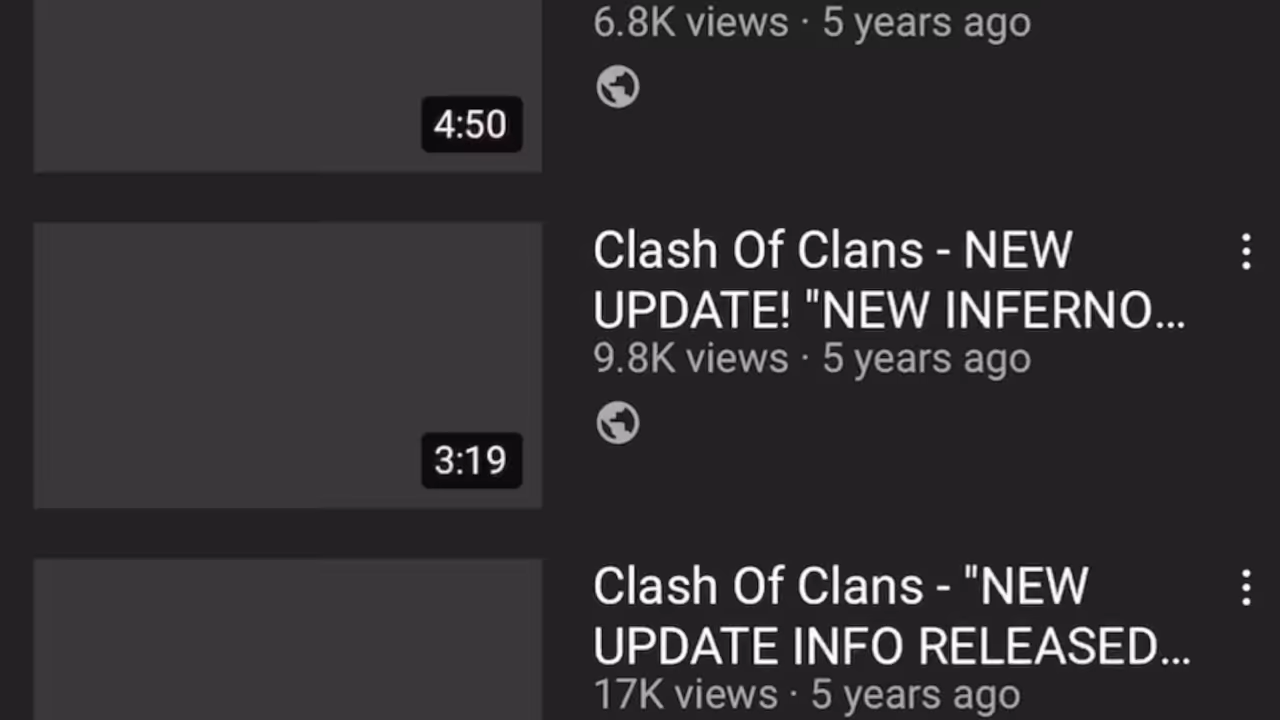 6.8K views · 5 years ago
4:50
Clash Of Clans - NEW
UPDATE! "NEW INFERNO...
9.8K views · 5 years ago
3:19
Clash Of Clans - "NEW
UPDATE INFO RELEASED...
17K views · 5 years ago